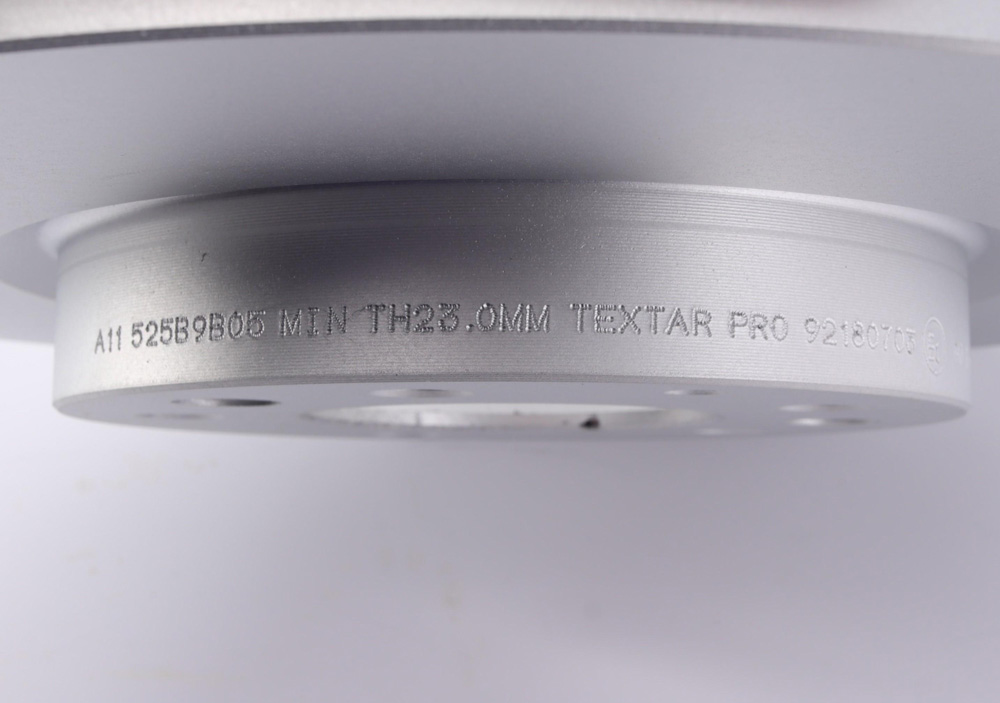 A11 525B9B05 MIN TH23.0MM TEXTAR PRO 92180703